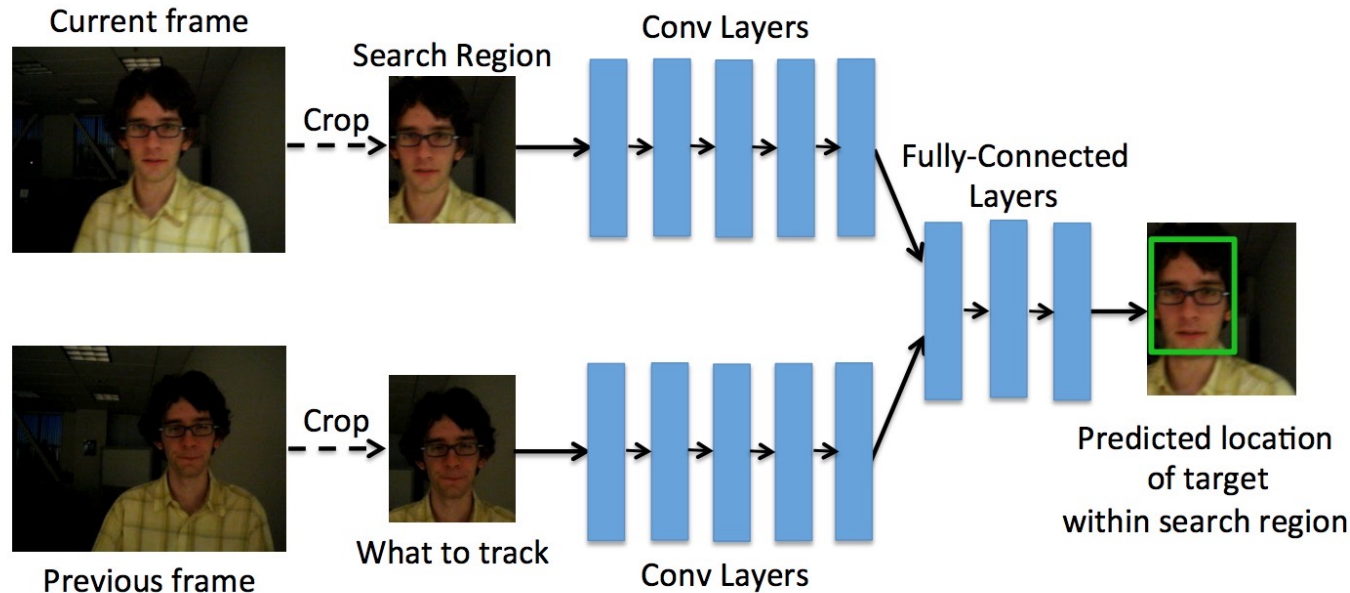 Current frame
Search Region
Crop
Conv Layers
Fully-Connected
Layers
Crop
Previous frame
What to track
Conv Layers
Predicted location
of target
within search region